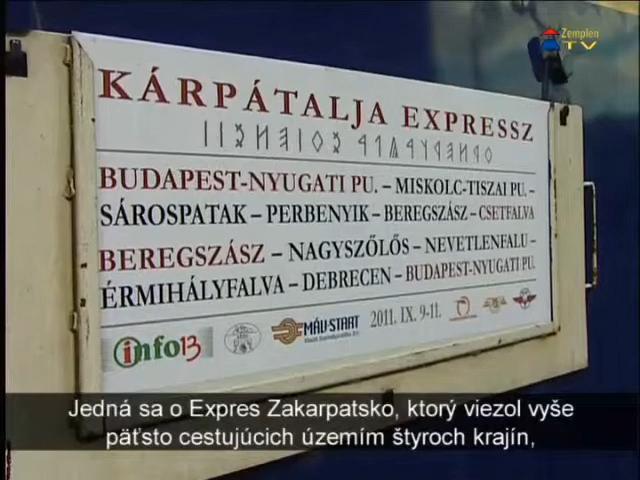 Zemplén
TV
KÁRPÁTALJA EXPRESSZ
BUDAPEST-NYUGATI PU. – MISKOLC-TISZAI PU. –
SÁROSPATAK – PERBENYIK – BEREGSZÁSZ – CSETFALVA
BEREGSZÁSZ – NAGYSZŐLŐS – NEVETLENFALU –
ÉRMIHÁLYFALVA – DEBRECEN – BUDAPEST-NYUGATI PU.
info13
MÁV-START
2011. IX. 9-11.
Jedná sa o Expres Zakarpatsko, ktorý viezol vyše
päťsto cestujúcich územím štyroch krajín,